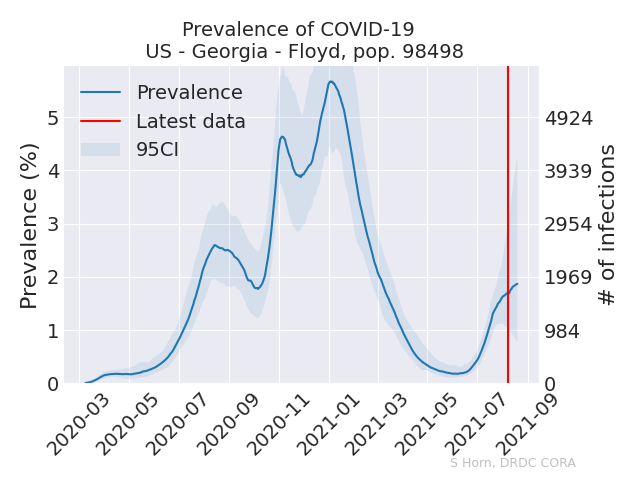 Prevalence of COVID-19
US - Georgia - Floyd, pop. 98498
Prevalence
Latest data
95CI
Prevalence (%)
5
4
3
2
1
0
4924
3939
2954
1969
984
0
# of infections
2020-03
2020-05
2020-07
2020-09
2020-11
2021-01
2021-03
2021-05
2021-07
2021-09
S Horn, DRDC CORA